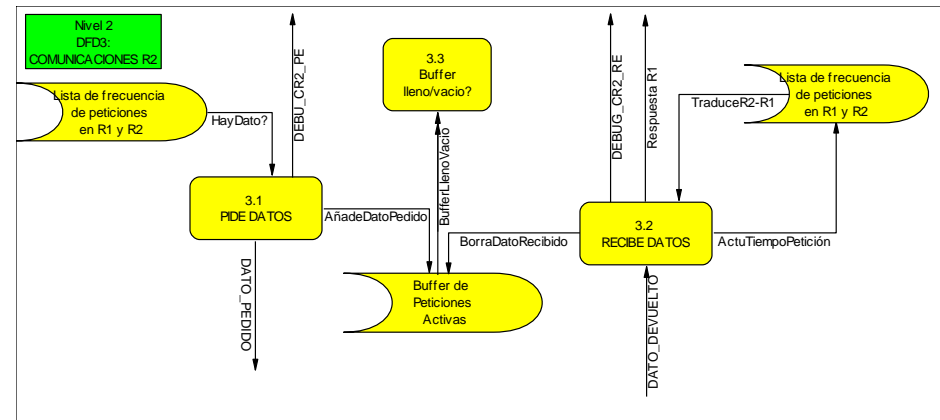 Nivel 2
DFD3:
COMUNICACIONES R2
Lista de frecuencia
de peticiones
en R1 y R2
HayDato?
DEBU_CR2_PE
3.3
Buffer
lleno/vacio?
BufferLlenoVacio
DEBUG_CR2_RE
Respuesta R1
TraduceR2-R1
Lista de frecuencia
de peticiones
en R1 y R2
3.1
PIDE DATOS
AñadeDatoPedido
BorraDatoRecibido
3.2
RECIBE DATOS
ActuTiempoPetición
DATO_PEDIDO
Buffer de
Peticiones
Activas
DATO_DEVUELTO